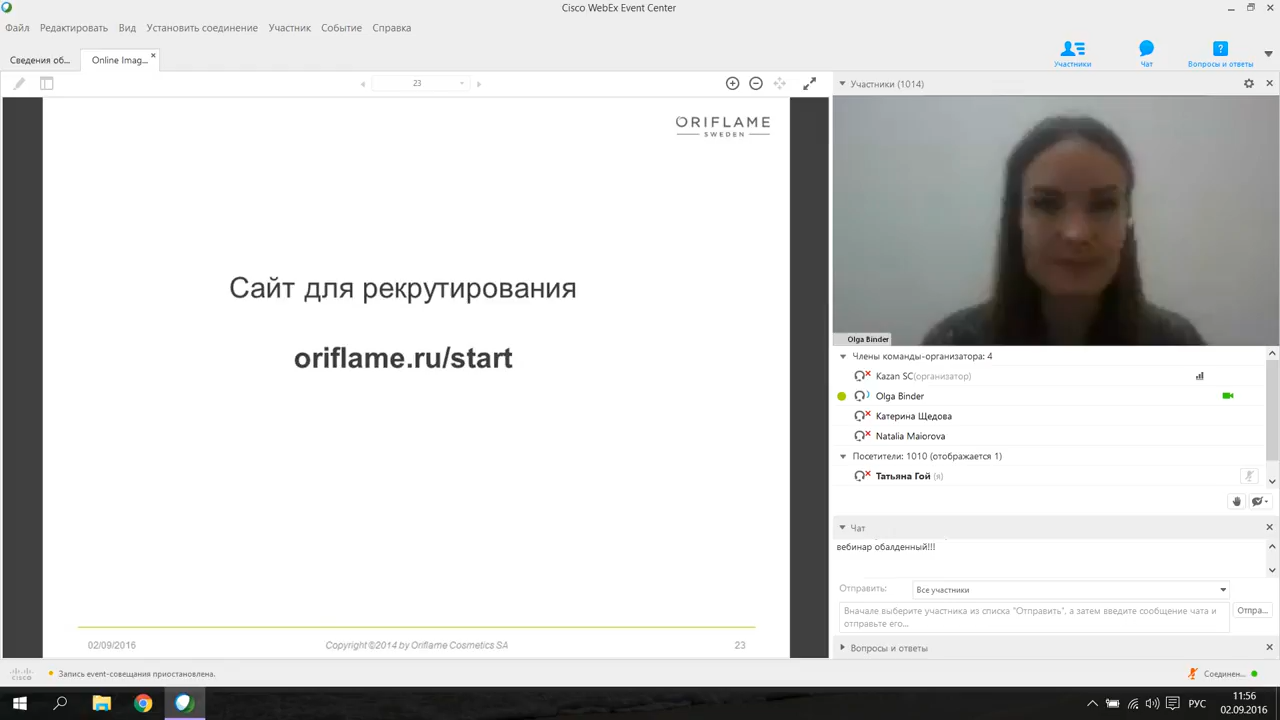 Cisco WebEx Event Center
Файл Редактировать Вид Установить соединение Участник Событие Справка
Сведения об... Online Imag...
Участники Чат Вопросы и ответы
23
Участники (1014)
ORIFLAME
SWEDEN
Сайт для рекрутирования
oriflame.ru/start
02/09/2016 Copyright ©2014 by Oriflame Cosmetics SA 23
Olga Binder
Члены команды-организатора: 4
Kazan SC(организатор)
Olga Binder
Катерина Щедова
Natalia Maiorova
Посетители: 1010 (отображается 1)
Татьяна Гой (я)
Чат
вебинар обалденный!!!
Отправить: Все участники
Вначале выберите участника из списка "Отправить", а затем введите сообщение чата и
отправьте его...
Отпра...
Вопросы и ответы
cisco
Запись event-совещания приостановлена.
Соединен...
РУС
11:56
02.09.2016